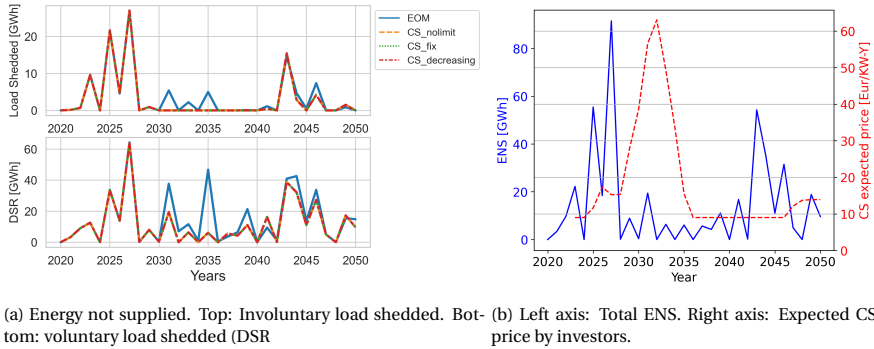 EOM
CS_nolimit
CS_fix
CS_decreasing
Load Shedded [GWh]
20
10
0
2020 2025 2030 2035 2040 2045 2050
DSR [GWh]
60
40
20
0
2020 2025 2030 2035 2040 2045 2050
Years
ENS [GWh]
80
60
40
20
0
2020 2025 2030 2035 2040 2045 2050
Year
60
50
40
30
20
10
0
CS expected price [Eur/KW-Y]
(a) Energy not supplied. Top: Involuntary load shedded. Bot-
tom: voluntary load shedded (DSR
(b) Left axis: Total ENS. Right axis: Expected CS
price by investors.